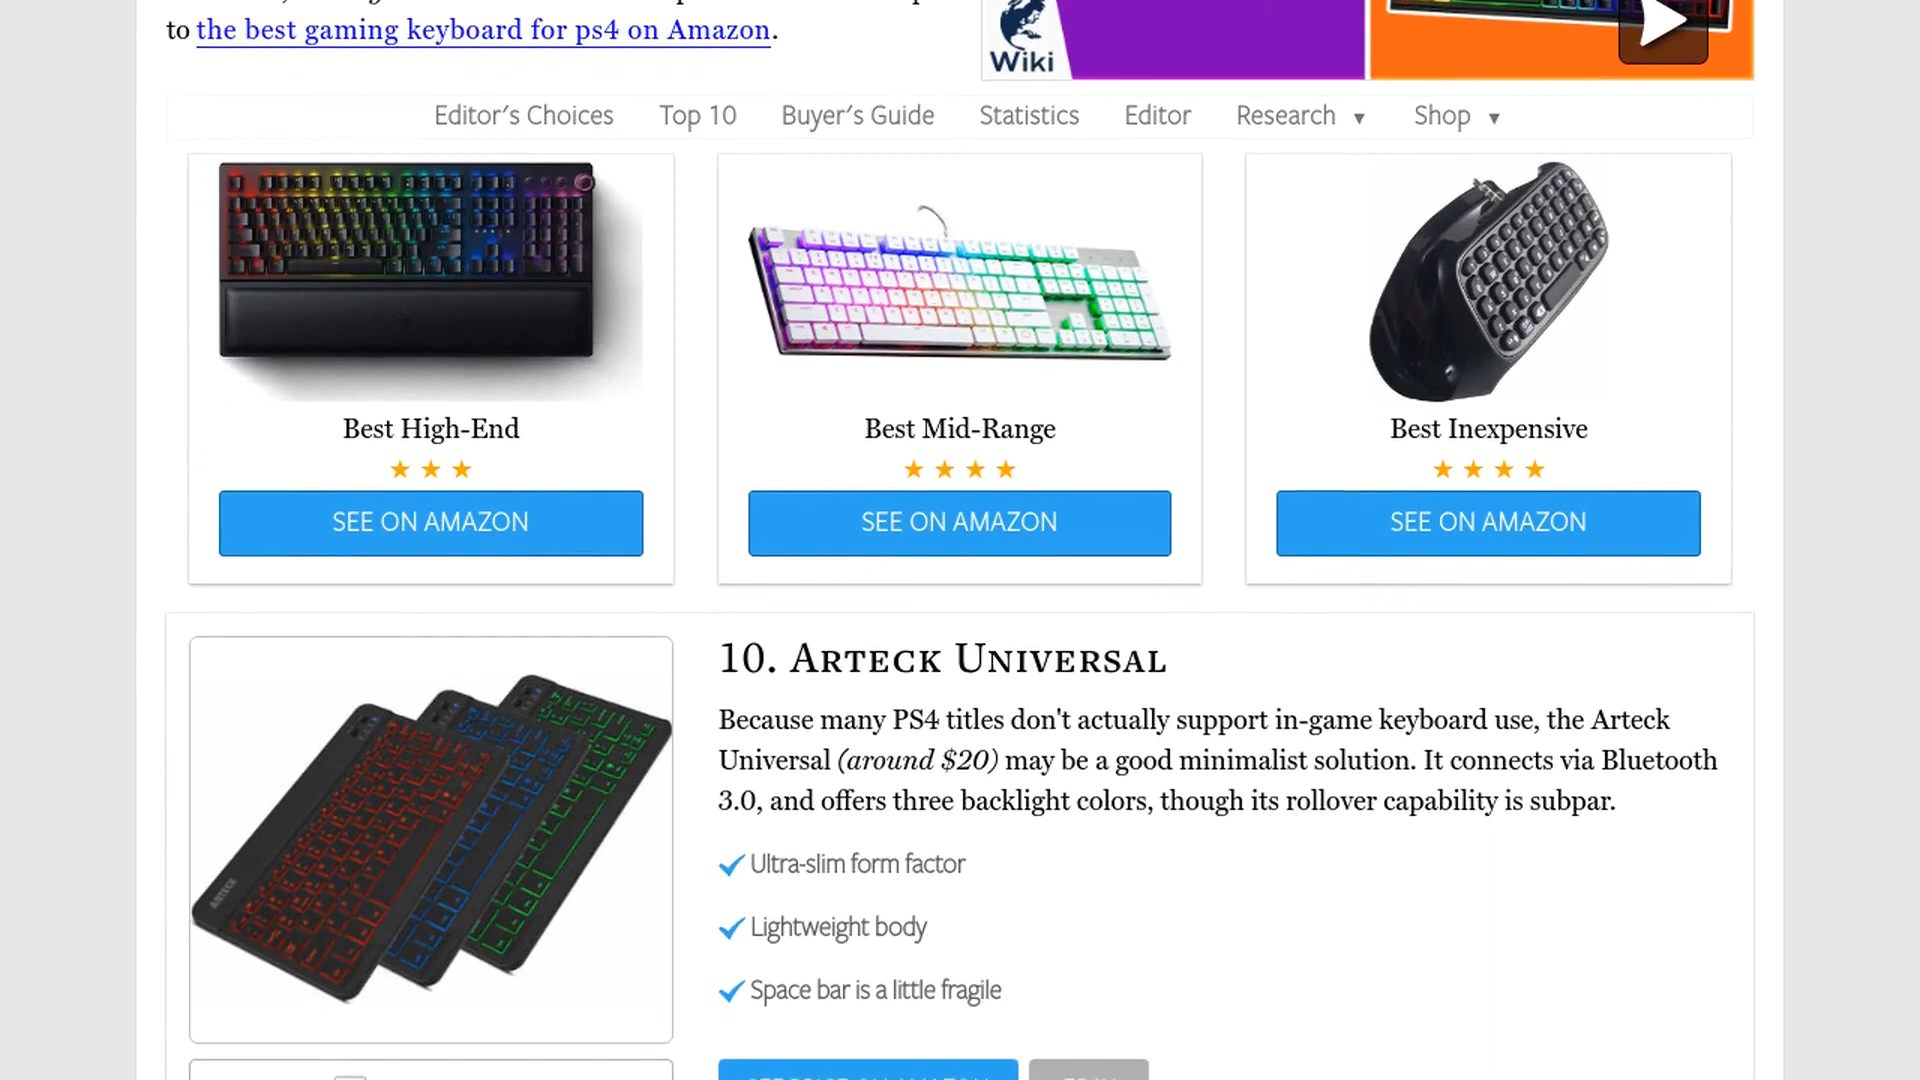 to the best gaming keyboard for ps4 on Amazon.
Wiki
Editor's Choices Top 10 Buyer's Guide Statistics Editor Research ▼ Shop ▼
Best High-End
Best Mid-Range
Best Inexpensive
SEE ON AMAZON
SEE ON AMAZON
SEE ON AMAZON
10. ARTECK UNIVERSAL
Because many PS4 titles don't actually support in-game keyboard use, the Arteck
Universal (around $20) may be a good minimalist solution. It connects via Bluetooth
3.0, and offers three backlight colors, though its rollover capability is subpar.
Ultra-slim form factor
Lightweight body
Space bar is a little fragile
ARTECK